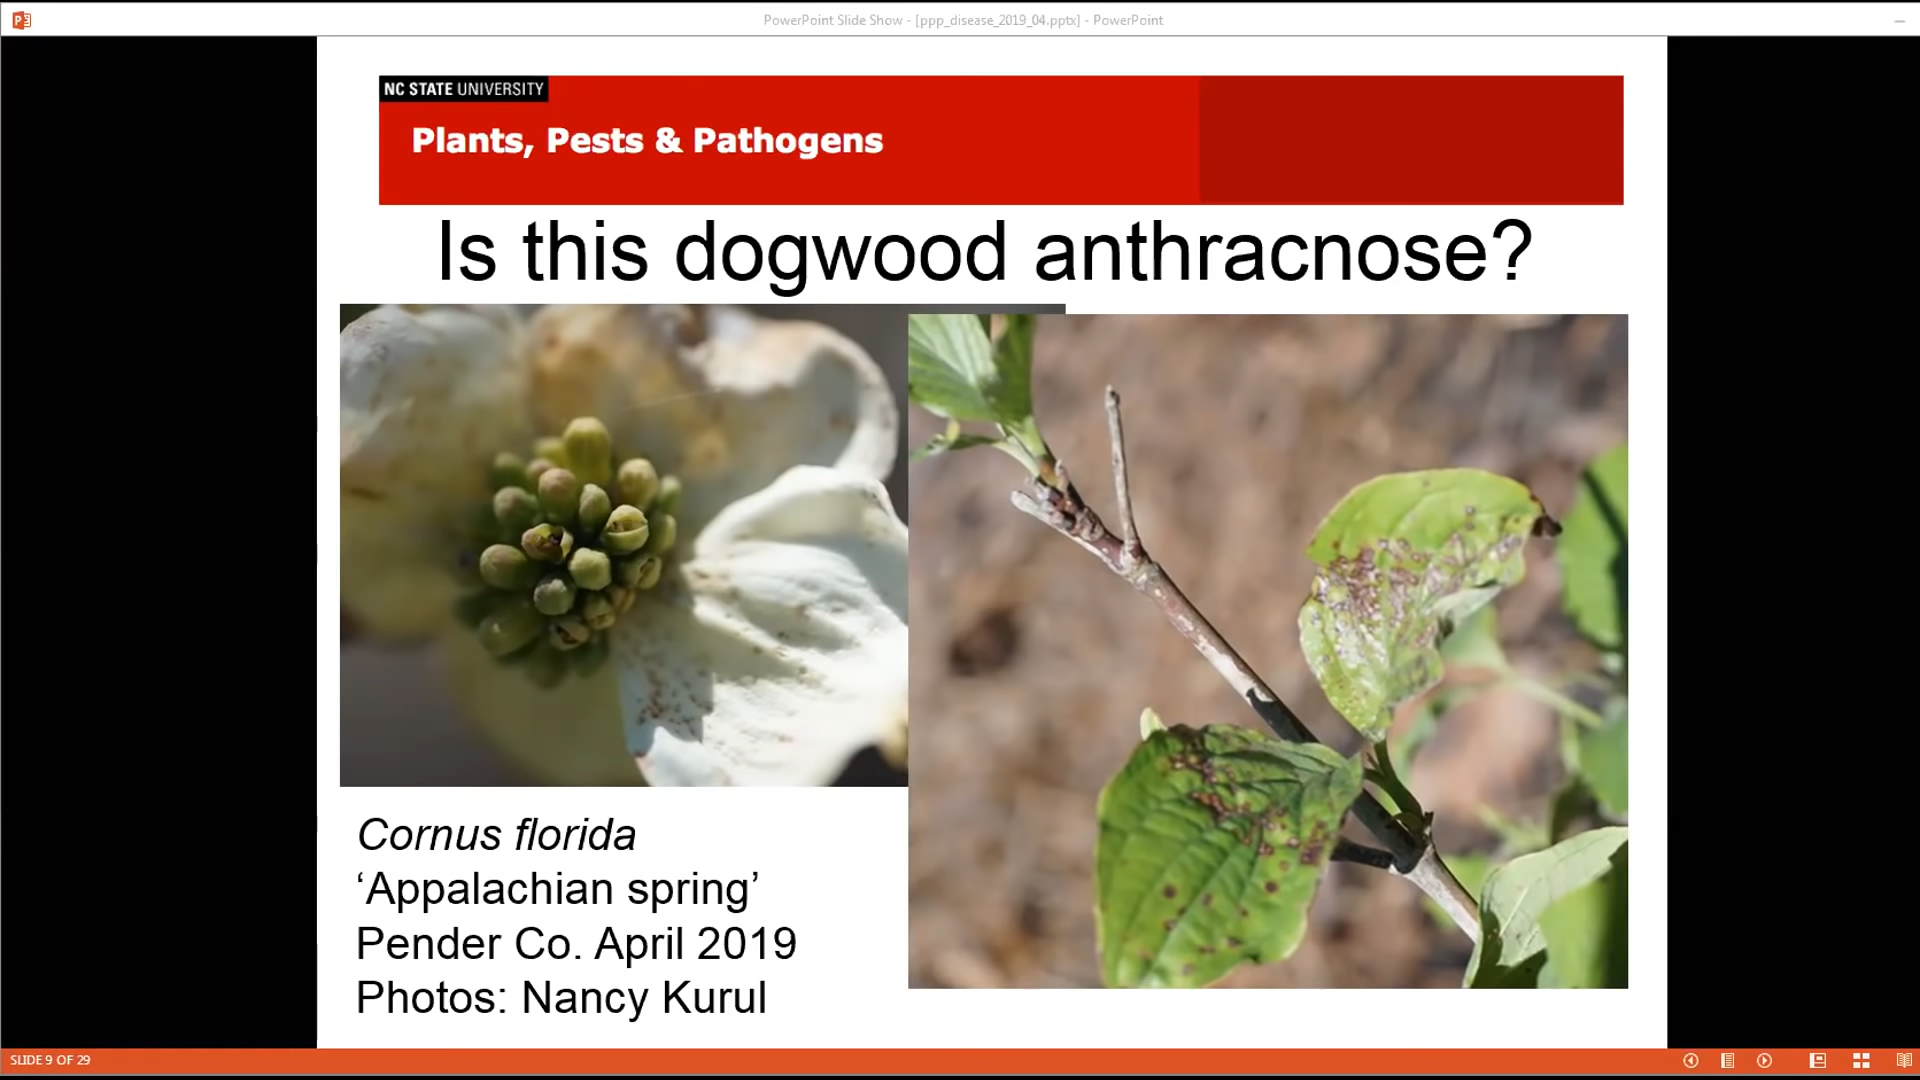 PowerPoint Slide Show - [ppp_disease_2019_04.pptx] - PowerPoint
NC STATE UNIVERSITY
Plants, Pests & Pathogens
Is this dogwood anthracnose?
Cornus florida
‘Appalachian spring’
Pender Co. April 2019
Photos: Nancy Kurul
SLIDE 9 OF 29